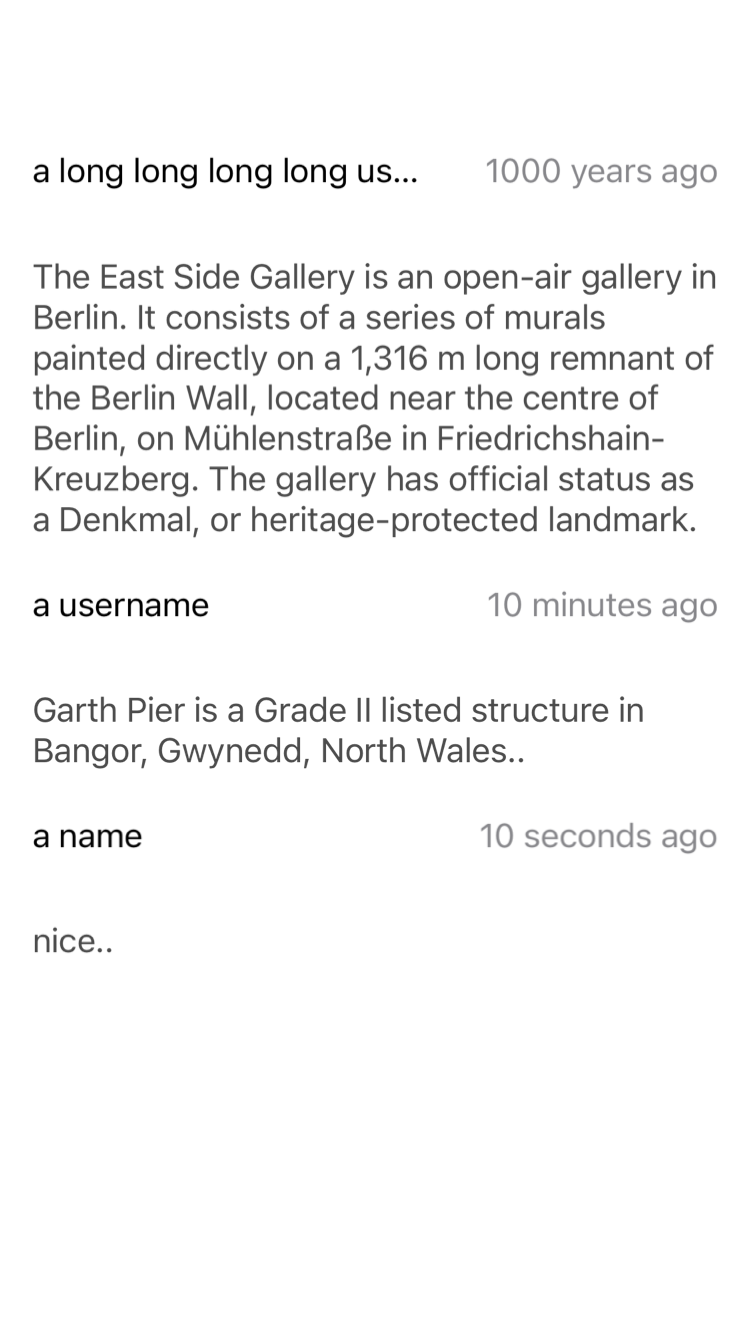 a long long long long us... 1000 years ago
The East Side Gallery is an open-air gallery in
Berlin. It consists of a series of murals
painted directly on a 1,316 m long remnant of
the Berlin Wall, located near the centre of
Berlin, on Mühlenstraße in Friedrichshain-
Kreuzberg. The gallery has official status as
a Denkmal, or heritage-protected landmark.
a username 10 minutes ago
Garth Pier is a Grade II listed structure in
Bangor, Gwynedd, North Wales..
a name 10 seconds ago
nice..